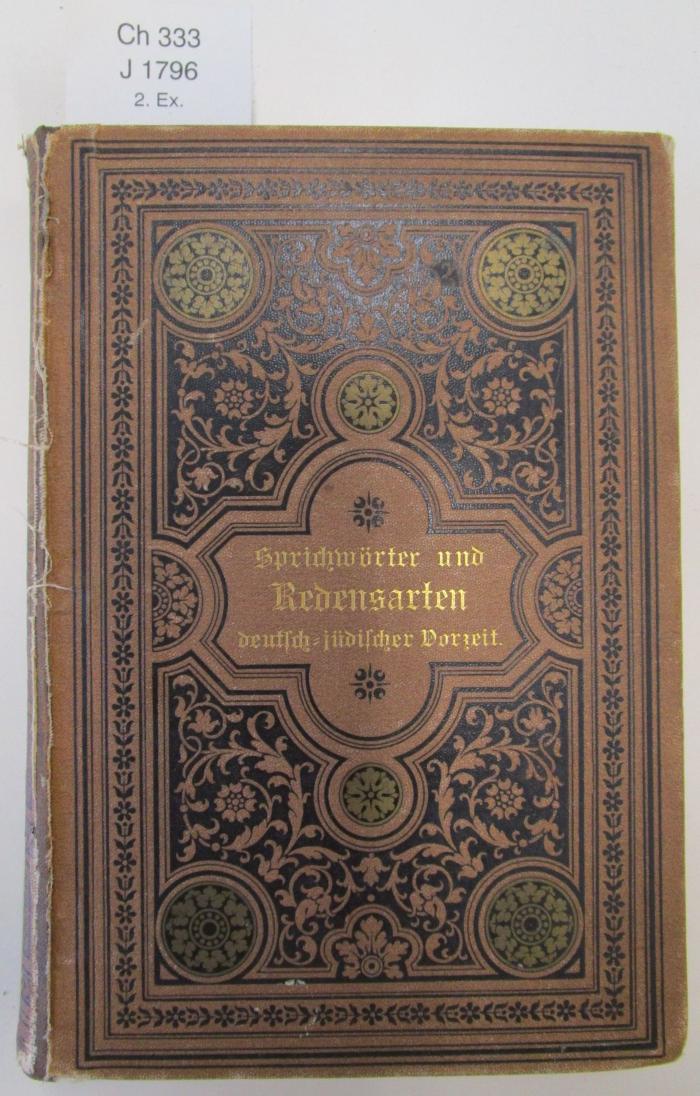 Ch 333
J 1796
2. Ex.
Sprichwörter und
Redensarten
deutsch-jüdischer Vorzeit.